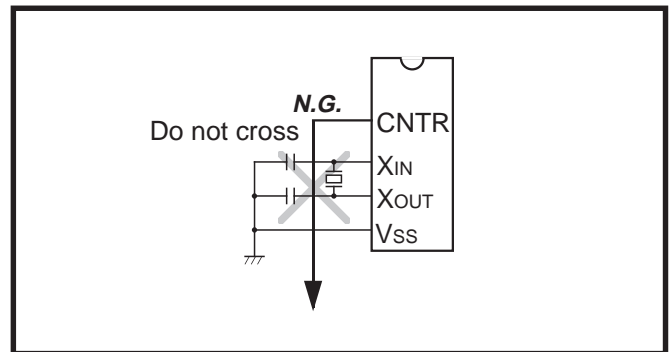 N.G.
Do not cross
CNTR
XIN
XOUT
Vss